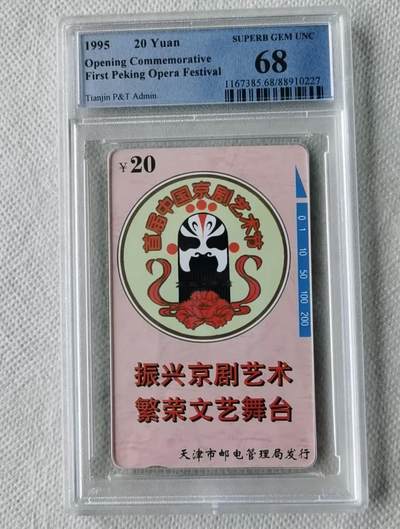 1995 20 Yuan
Opening Commemorative
First Peking Opera Festival
Tianjin P&T Admin.
SUPERB GEM UNC
68
1167385.68/88910227
¥20
首届中国京剧艺术节
0
1
10
50
100
200
振兴京剧艺术
繁荣文艺舞台
天津市邮电管理局发行